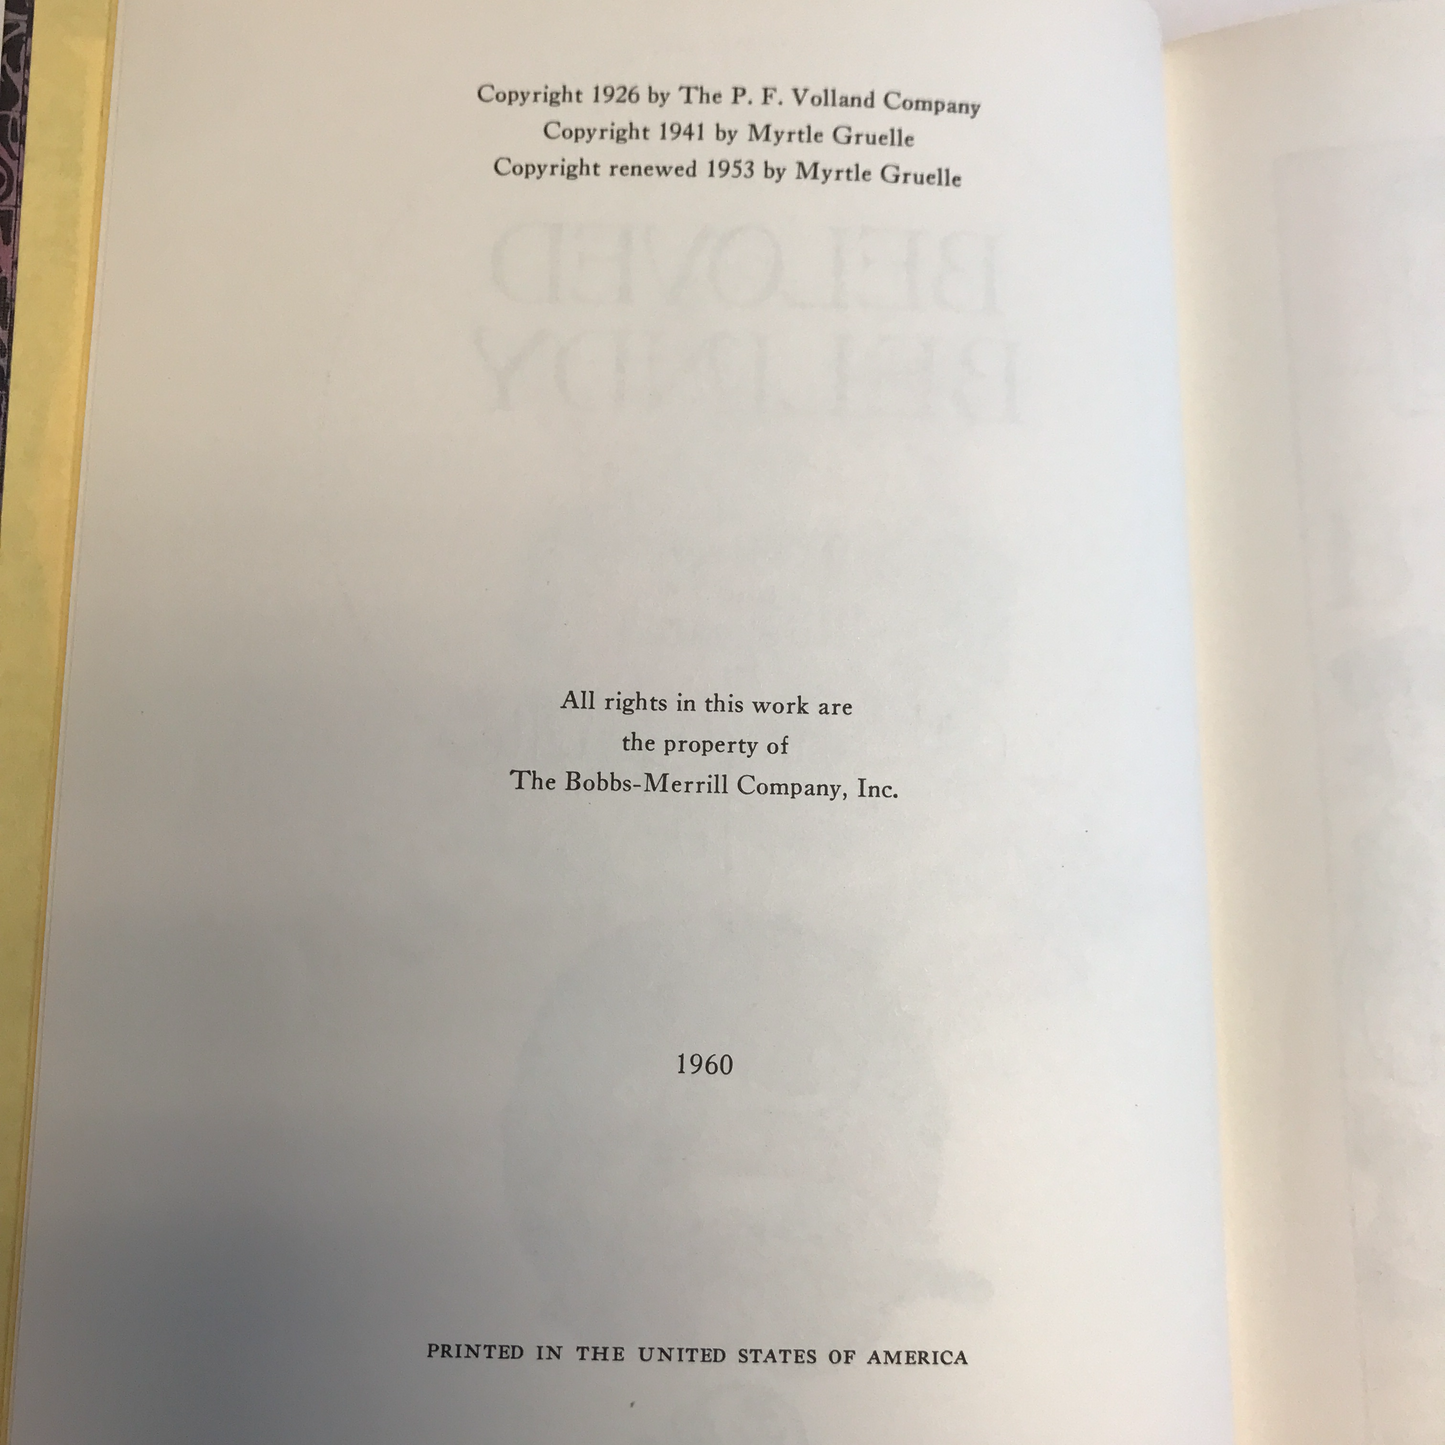 Copyright 1926 by The P. F. Volland Company
Copyright 1941 by Myrtle Gruelle
Copyright renewed 1953 by Myrtle Gruelle
BELOVED
BELINDY
All rights in this work are
the property of
The Bobbs-Merrill Company, Inc.
1960
PRINTED IN THE UNITED STATES OF AMERICA